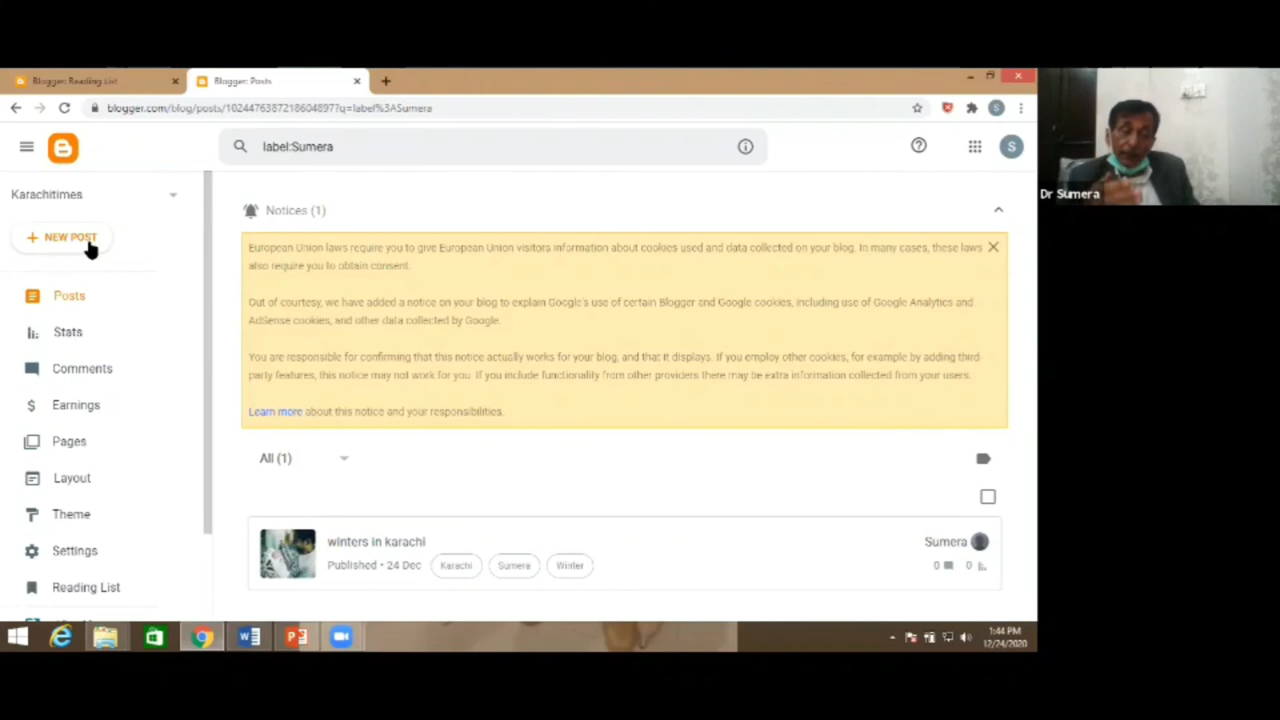 Blogger: Reading List
Blogger: Posts
blogger.com/blog/posts/1024476387218604897?q=label%3ASumera
label:Sumera
S
S
Karachitimes
NEW POST
Posts
Stats
Comments
Earnings
Pages
Layout
Theme
Settings
Reading List
Notices (1)
European Union laws require you to give European Union visitors information about cookies used and data collected on your blog. In many cases, these laws
also require you to obtain consent.
Out of courtesy, we have added a notice on your blog to explain Google's use of certain Blogger and Google cookies, including use of Google Analytics and
AdSense cookies, and other data collected by Google.
You are responsible for confirming that this notice actually works for your blog, and that it displays. If you employ other cookies, for example by adding third-
party features, this notice may not work for you. If you include functionality from other providers there may be extra information collected from your users.
Learn more about this notice and your responsibilities.
All (1)
winters in karachi
Sumera
Published • 24 Dec
Karachi
Sumera
Winter
0
0
1:44 PM
12/24/2020
Dr Sumera